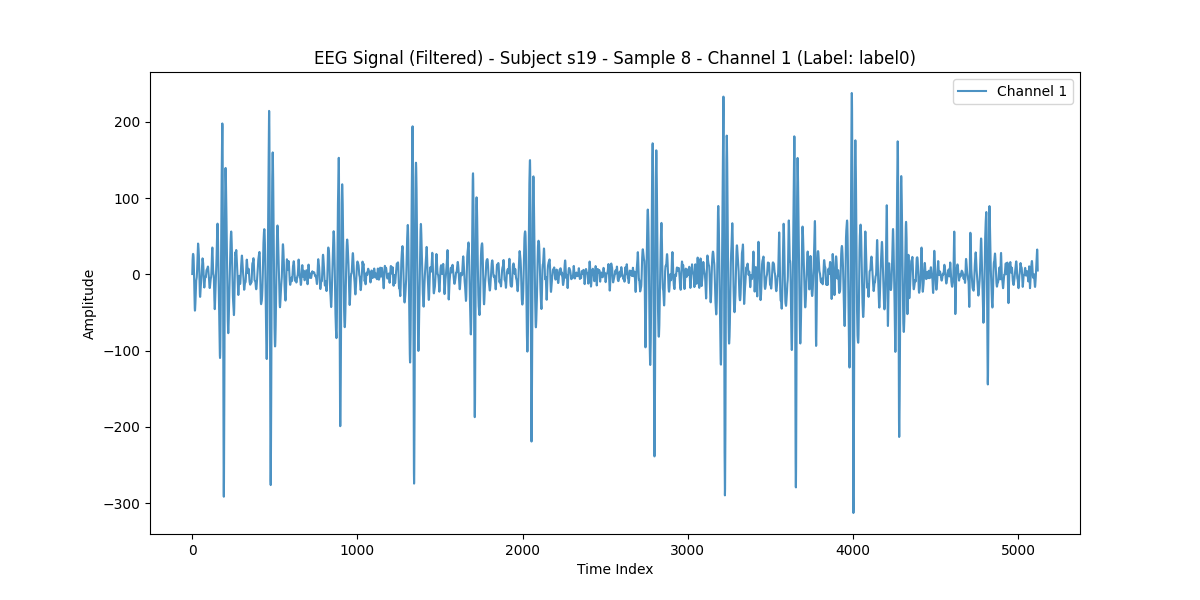 EEG Signal (Filtered) - Subject s19 - Sample 8 - Channel 1 (Label: label0)
Channel 1
200
100
0
−100
−200
−300
Amplitude
0 1000 2000 3000 4000 5000
Time Index